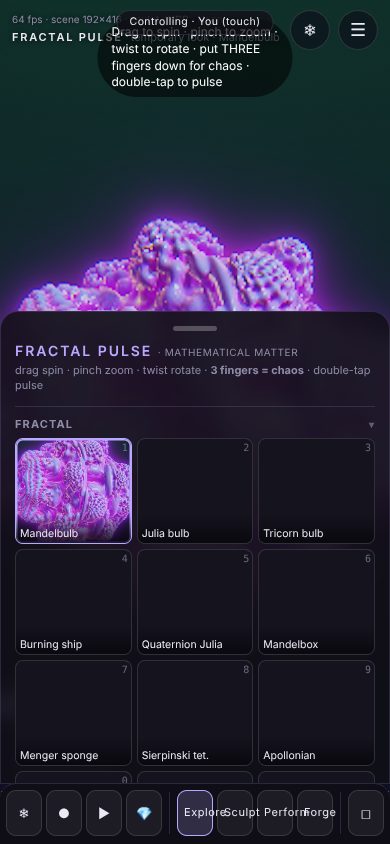 64 fps · scene 192×416
Controlling · You (touch)
FRACTAL PULSE
Drag to spin · pinch to zoom ·
twist to rotate · put THREE
fingers down for chaos ·
double-tap to pulse
Mandelbulb
FRACTAL PULSE · MATHEMATICAL MATTER
drag spin · pinch zoom · twist rotate · 3 fingers = chaos · double-tap
pulse
FRACTAL
1
2
3
Mandelbulb
Julia bulb
Tricorn bulb
4
5
6
Burning ship
Quaternion Julia
Mandelbox
7
8
9
Menger sponge
Sierpinski tet.
Apollonian
0
Explore
Sculpt
Perform
Forge